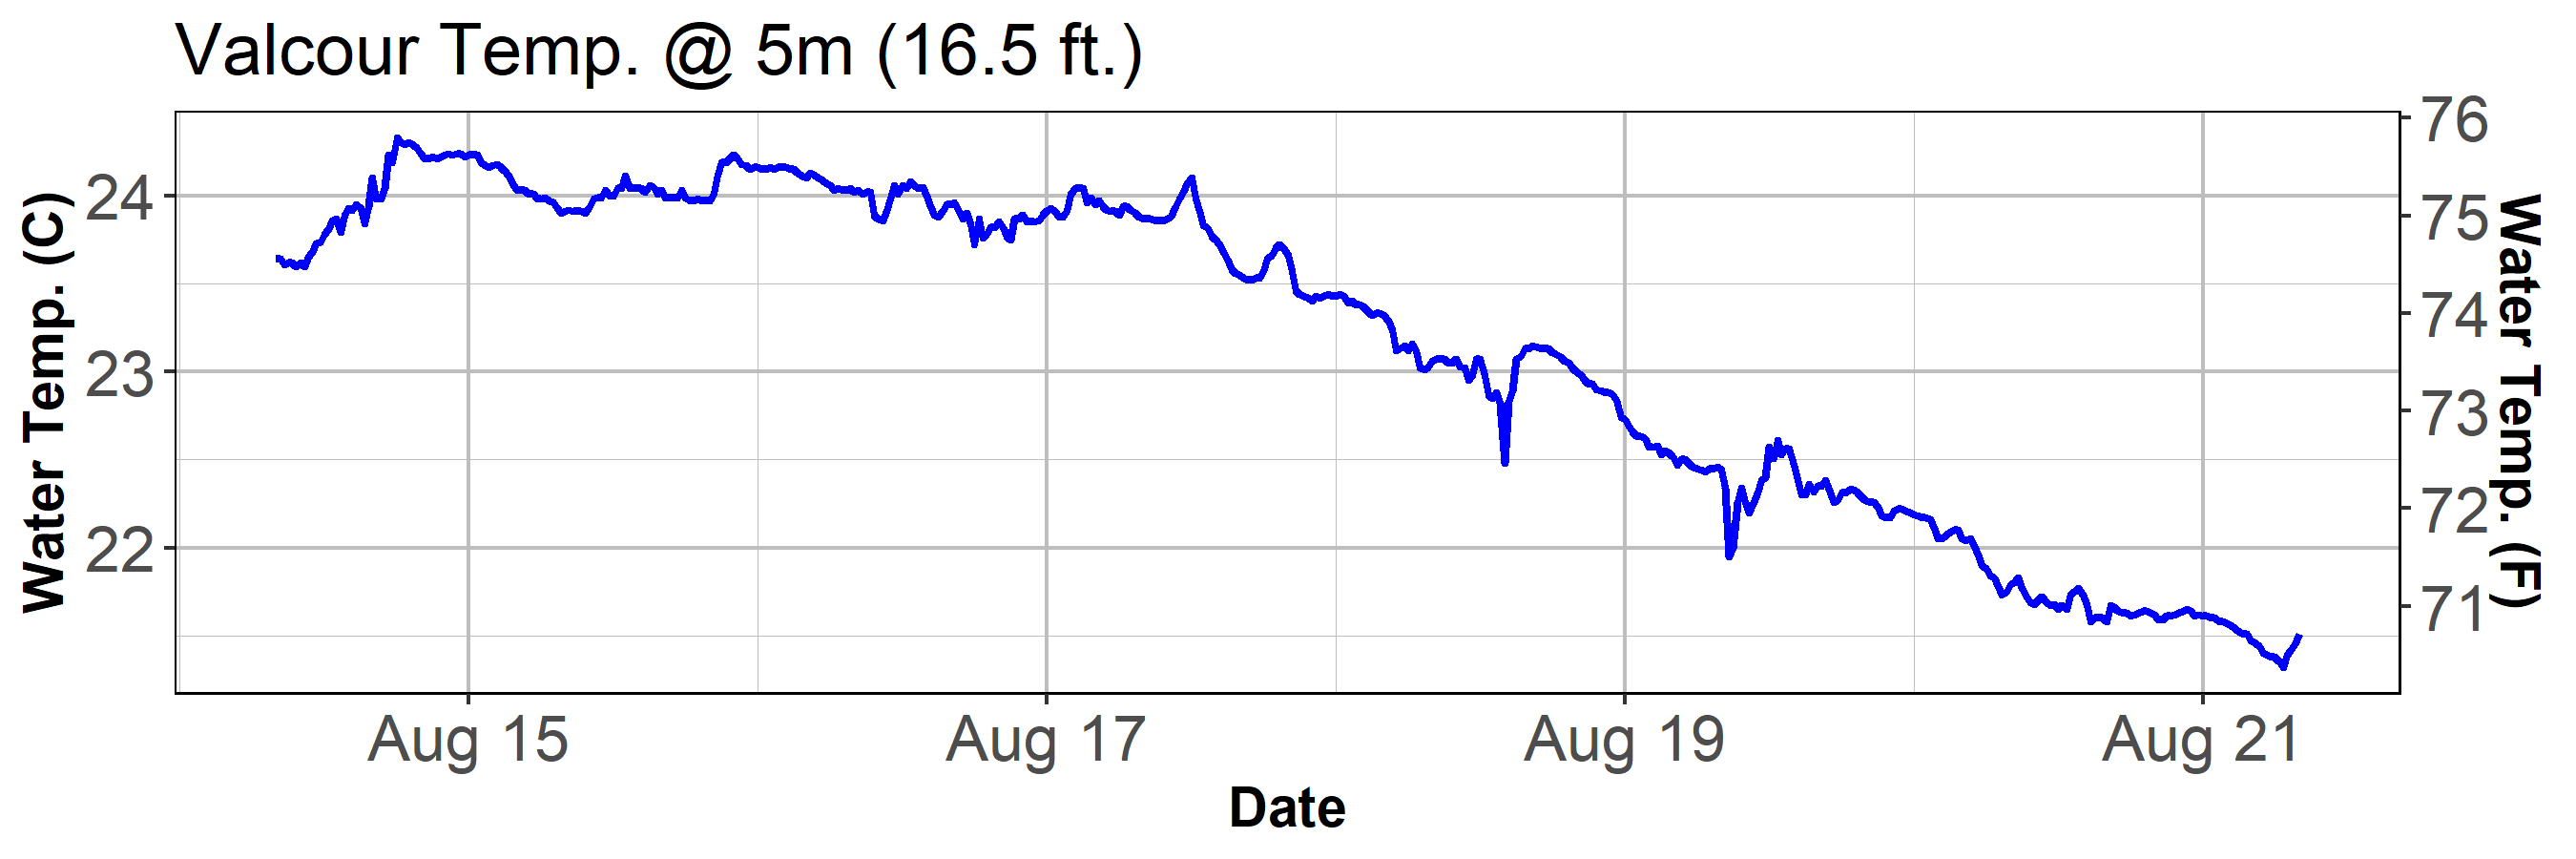 Valcour Temp. @ 5m (16.5 ft.)
Water Temp. (C)
24
23
22
76
75
74
73
72
71
Water Temp. (F)
Aug 15
Aug 17
Aug 19
Aug 21
Date